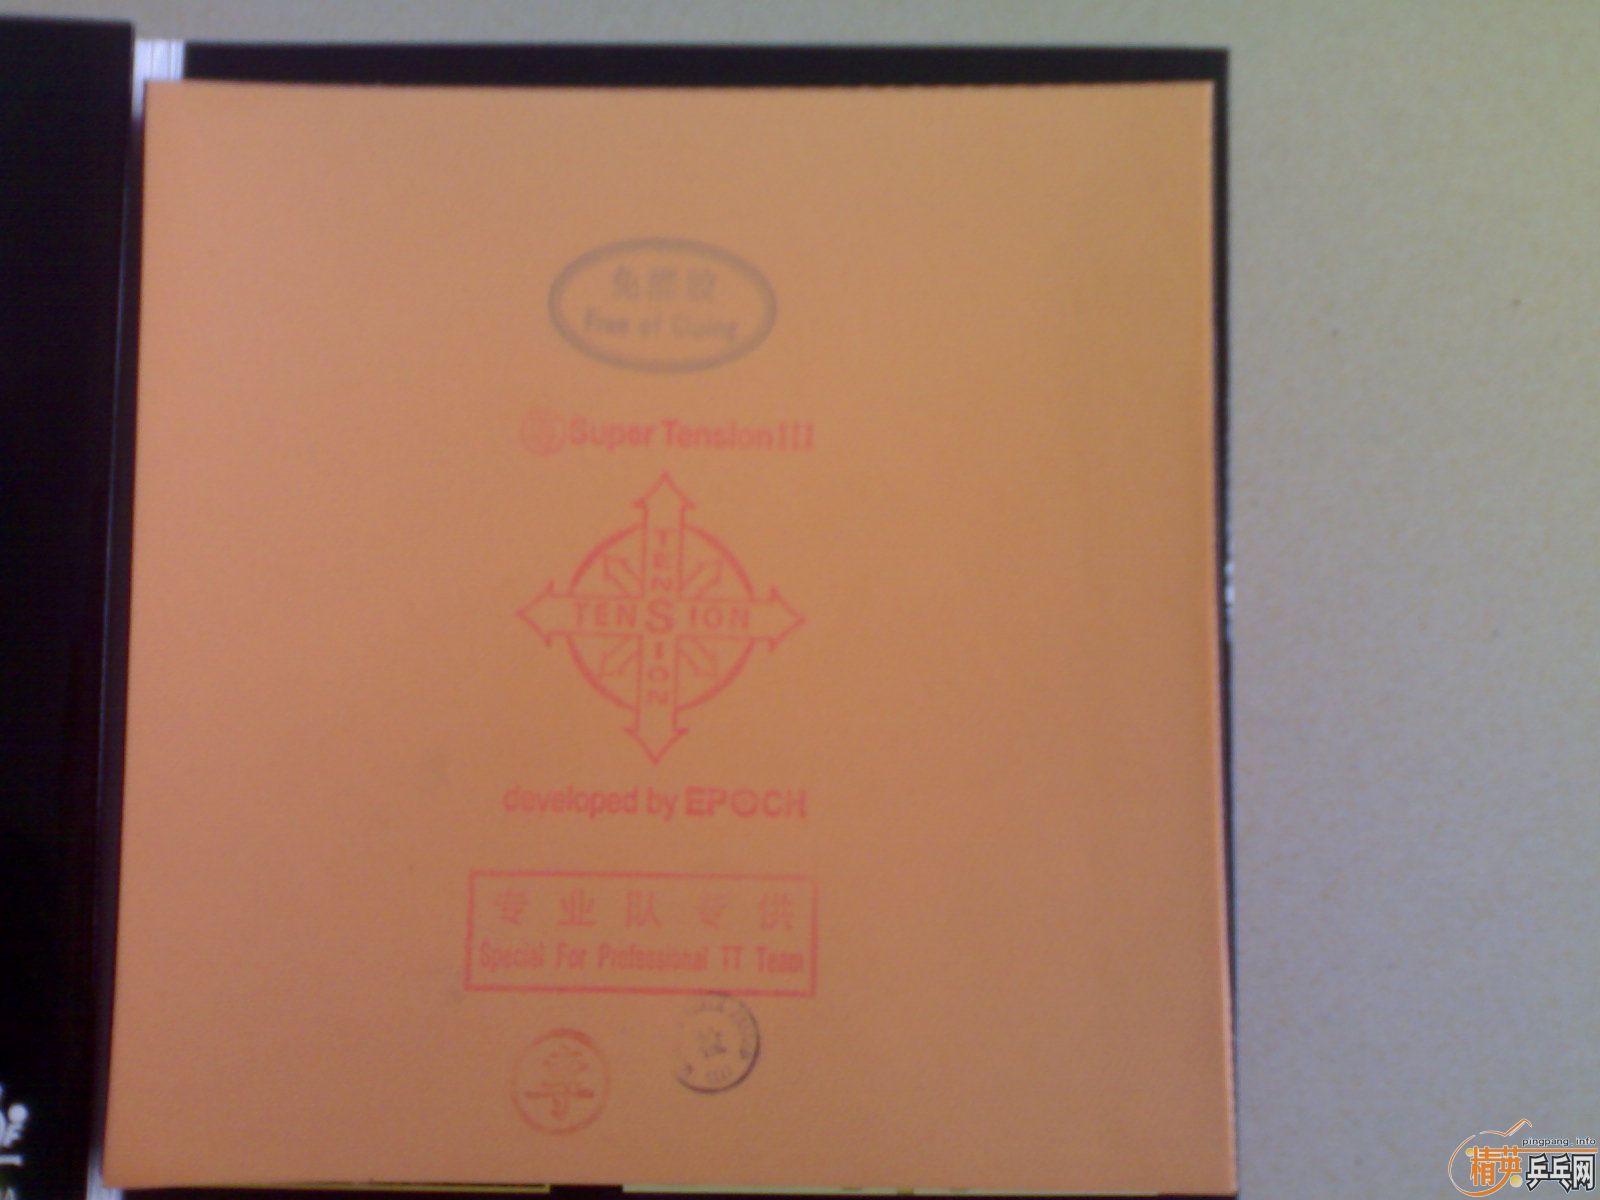 免灌胶
Free of Gluing
Super Tension III
TENSION
TENSION
developed by EPOCH
专业队专供
Special For Professional TT Team
pingpang.info
精英乒乓网